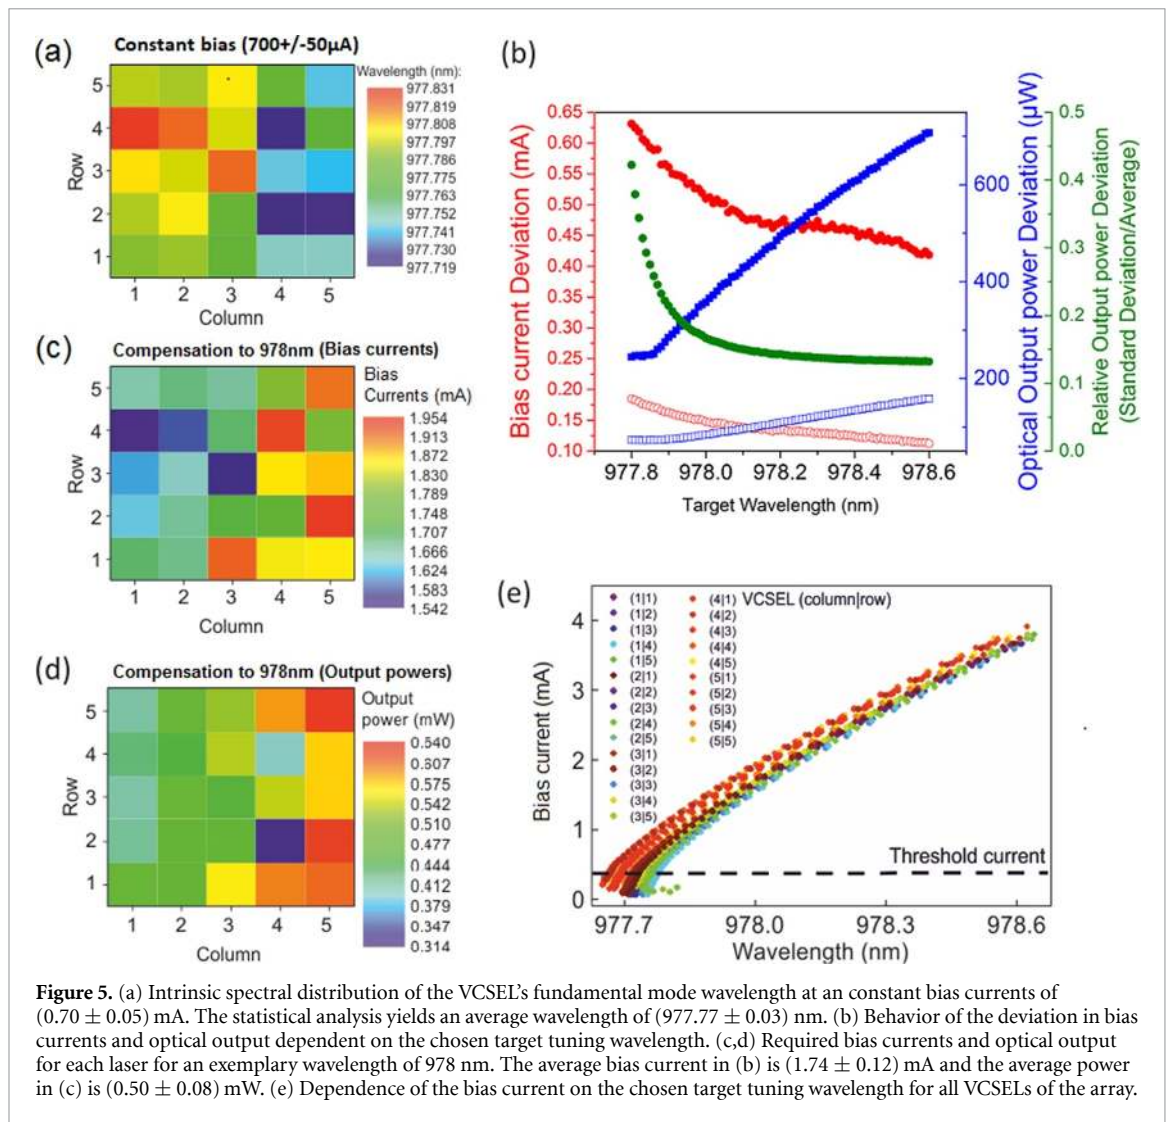 (a)
Constant bias (700+/-50µA)
Wavelength (nm):
977.831
977.819
977.808
977.797
977.786
977.775
977.763
977.752
977.741
977.730
977.719
Row
5
4
3
2
1
1 2 3 4 5
Column
(b)
Bias current Deviation (mA)
0.65
0.60
0.55
0.50
0.45
0.40
0.35
0.30
0.25
0.20
0.15
0.10
977.8 978.0 978.2 978.4 978.6
Target Wavelength (nm)
600
400
200
Optical Output power Deviation (µW)
0.5
0.4
0.3
0.2
0.1
0.0
Relative Output power Deviation
(Standard Deviation/Average)
(c)
Compensation to 978nm (Bias currents)
Bias
Currents (mA)
1.954
1.913
1.872
1.830
1.789
1.748
1.707
1.666
1.624
1.583
1.542
Row
5
4
3
2
1
1 2 3 4 5
Column
(d)
Compensation to 978nm (Output powers)
Output
power (mW)
0.540
0.507
0.575
0.542
0.510
0.477
0.444
0.412
0.379
0.347
0.314
Row
5
4
3
2
1
1 2 3 4 5
Column
(e)
Bias current (mA)
4
3
2
1
0
(1|1)
(1|2)
(1|3)
(1|4)
(1|5)
(2|1)
(2|2)
(2|3)
(2|4)
(2|5)
(3|1)
(3|2)
(3|3)
(3|4)
(3|5)
(4|1) VCSEL (column|row)
(4|2)
(4|3)
(4|4)
(4|5)
(5|1)
(5|2)
(5|3)
(5|4)
(5|5)
Threshold current
977.7 978.0 978.3 978.6
Wavelength (nm)
Figure 5. (a) Intrinsic spectral distribution of the VCSEL's fundamental mode wavelength at an constant bias currents of
(0.70 ± 0.05) mA. The statistical analysis yields an average wavelength of (977.77 ± 0.03) nm. (b) Behavior of the deviation in bias
currents and optical output dependent on the chosen target tuning wavelength. (c,d) Required bias currents and optical output
for each laser for an exemplary wavelength of 978 nm. The average bias current in (b) is (1.74 ± 0.12) mA and the average power
in (c) is (0.50 ± 0.08) mW. (e) Dependence of the bias current on the chosen target tuning wavelength for all VCSELs of the array.